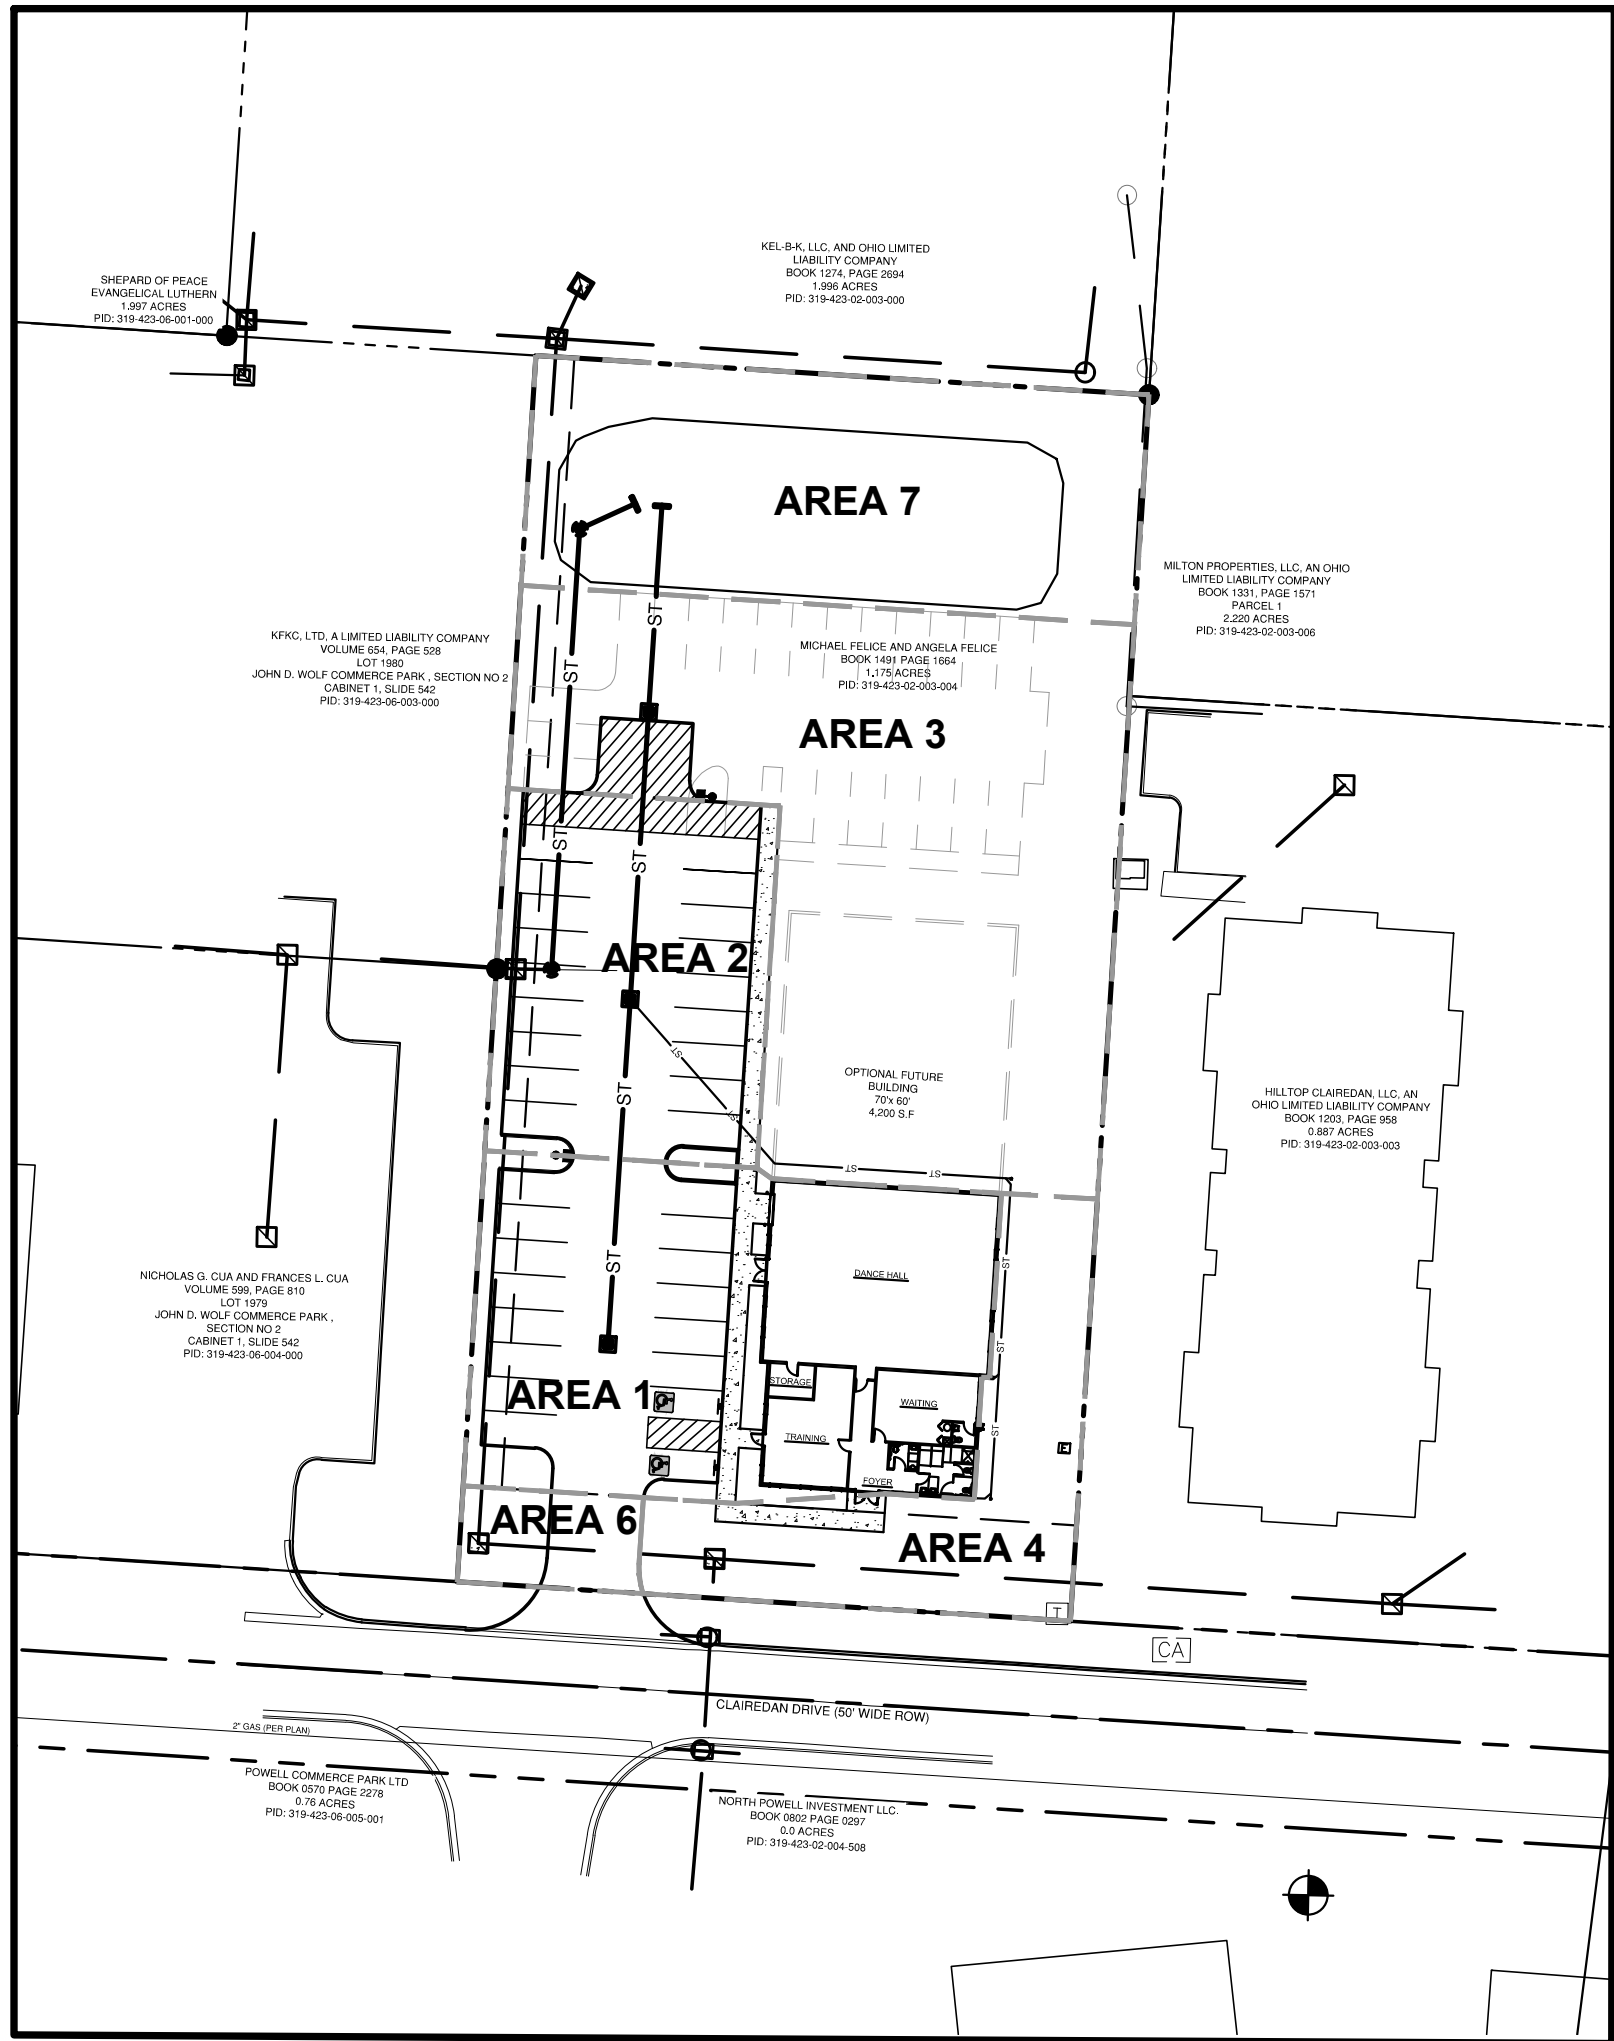 KEL-B-K, LLC, AND OHIO LIMITED
LIABILITY COMPANY
BOOK 1274, PAGE 2694
1.996 ACRES
PID: 319-423-02-003-000
SHEPARD OF PEACE
EVANGELICAL LUTHERN
1.997 ACRES
PID: 319-423-06-001-000
AREA 7
MILTON PROPERTIES, LLC, AN OHIO
LIMITED LIABILITY COMPANY
BOOK 1331, PAGE 1571
PARCEL 1
2.220 ACRES
PID: 319-423-02-003-006
ST
ST
KFKC, LTD, A LIMITED LIABILITY COMPANY
VOLUME 654, PAGE 528
LOT 1980
JOHN D. WOLF COMMERCE PARK , SECTION NO 2
CABINET 1, SLIDE 542
PID: 319-423-06-003-000
MICHAEL FELICE AND ANGELA FELICE
BOOK 1491 PAGE 1664
1.175 ACRES
PID: 319-423-02-003-004
AREA 3
ST
ST
AREA 2
ST
ST
ST
OPTIONAL FUTURE
BUILDING
70'x 60'
4,200 S.F
HILLTOP CLAIREDAN, LLC, AN
OHIO LIMITED LIABILITY COMPANY
BOOK 1203, PAGE 958
0.887 ACRES
PID: 319-423-02-003-003
ST
ST
ST
ST
DANCE HALL
NICHOLAS G. CUA AND FRANCES L. CUA
VOLUME 599, PAGE 810
LOT 1979
JOHN D. WOLF COMMERCE PARK ,
SECTION NO 2
CABINET 1, SLIDE 542
PID: 319-423-06-004-000
ST
STORAGE
AREA 1
WAITING
ST
TRAINING
E
FOYER
AREA 6
AREA 4
T
CA
CLAIREDAN DRIVE (50' WIDE ROW)
2" GAS (PER PLAN)
POWELL COMMERCE PARK LTD
BOOK 0570 PAGE 2278
0.76 ACRES
PID: 319-423-06-005-001
NORTH POWELL INVESTMENT LLC.
BOOK 0802 PAGE 0297
0.0 ACRES
PID: 319-423-02-004-508